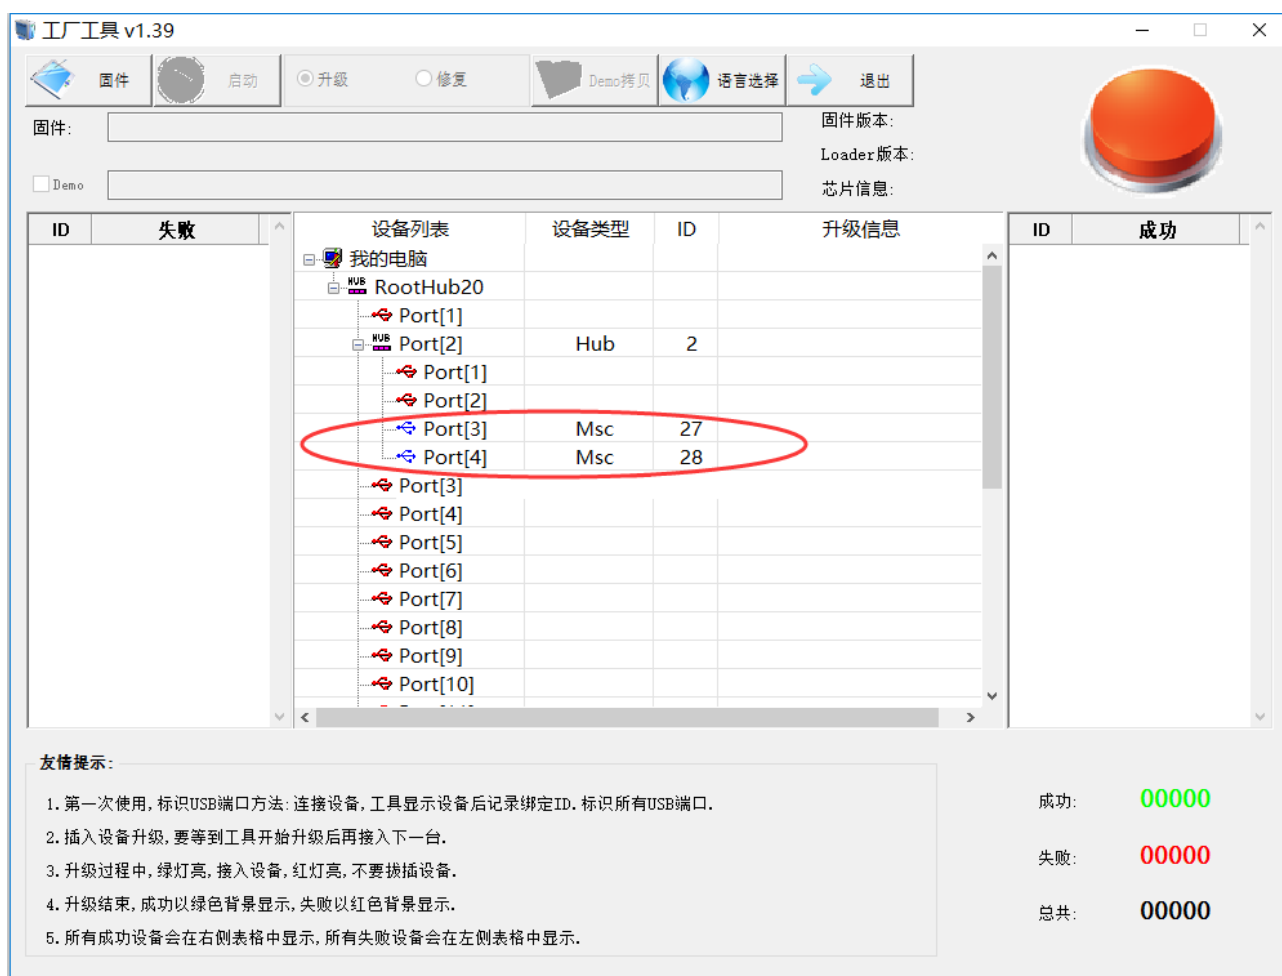 工厂工具 v1.39
固件 启动 升级 修复 Demo拷贝 语言选择 退出
固件: 固件版本:
Loader版本:
Demo 芯片信息:
ID 失败 设备列表 设备类型 ID 升级信息 ID 成功
我的电脑
HUB RootHub20
Port[1]
HUB Port[2] Hub 2
Port[1]
Port[2]
Port[3] Msc 27
Port[4] Msc 28
Port[3]
Port[4]
Port[5]
Port[6]
Port[7]
Port[8]
Port[9]
Port[10]
友情提示:
1.第一次使用,标识USB端口方法:连接设备,工具显示设备后记录绑定ID.标识所有USB端口.
2.插入设备升级,要等到工具开始升级后再接入下一台.
3.升级过程中,绿灯亮,接入设备,红灯亮,不要拔插设备.
4.升级结束,成功以绿色背景显示,失败以红色背景显示.
5.所有成功设备会在右侧表格中显示,所有失败设备会在左侧表格中显示.
成功: 00000
失败: 00000
总共: 00000